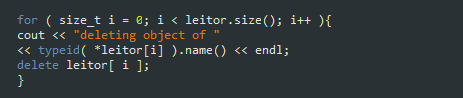 for ( size_t i = 0; i < leitor.size(); i++ ){
cout << "deleting object of "
<< typeid( *leitor[i] ).name() << endl;
delete leitor[ i ];
}